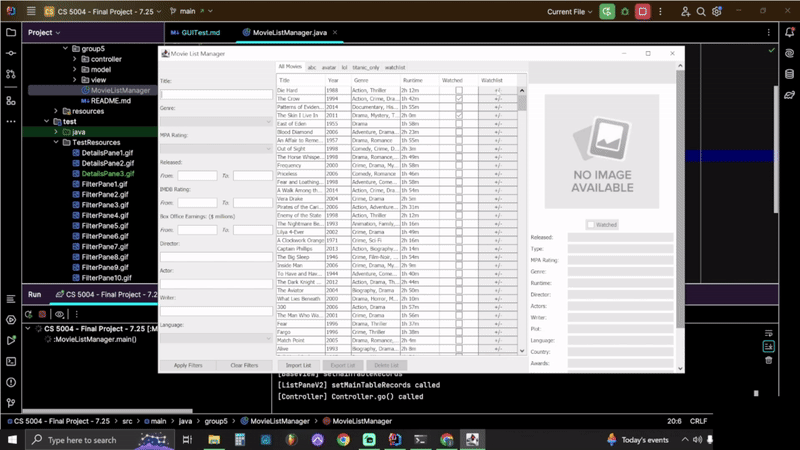 CS 5004 - Final Project - 7.25
main
Current File
Project
GUITest.md
MovieListManager.java
group5
controller
model
view
MovieListManager
README.md
resources
test
java
TestResources
DetailsPane1.gif
DetailsPane2.gif
DetailsPane3.gif
FilterPane1.gif
FilterPane2.gif
FilterPane3.gif
FilterPane4.gif
FilterPane5.gif
FilterPane6.gif
FilterPane7.gif
FilterPane8.gif
FilterPane9.gif
FilterPane10.gif
Movie List Manager
Title:
Genre:
MPA Rating:
Released:
From: To:
IMDB Rating:
From: To:
Box Office Earnings: ($ millions)
From: To:
Director:
Actor:
Writer:
Language:
Apply Filters Clear Filters
All Movies abc avatar lol titanic_only watchlist
Title Year Genre Runtime Watched Watchlist
Die Hard 1988 Action, Thriller 2h 12m +/-
The Crow 1994 Action, Crime, Dra... 1h 42m +/-
Patterns of Evidenc... 2014 Documentary, His... 1h 55m +/-
The Skin I Live In 2011 Drama, Mystery, T... 2h 0m +/-
East of Eden 1955 Drama 1h 58m +/-
Blood Diamond 2006 Adventure, Drama... 2h 23m +/-
An Affair to Reme... 1957 Drama, Romance 1h 55m +/-
Out of Sight 1998 Comedy, Crime, D... 2h 3m +/-
The Horse Whispe... 1998 Drama, Romance, ... 2h 49m +/-
Frequency 2000 Crime, Drama, My... 1h 58m +/-
Priceless 2006 Comedy, Romance 1h 46m +/-
Fear and Loathing... 1998 Adventure, Come... 1h 58m +/-
A Walk Among th... 2014 Action, Crime, Dra... 1h 54m +/-
Vera Drake 2004 Crime, Drama 2h 5m +/-
Pirates of the Cari... 2006 Action, Adventure... 2h 31m +/-
Enemy of the State 1998 Action, Thriller 2h 12m +/-
The Nightmare Be... 1993 Animation, Family, ... 1h 16m +/-
Lilya 4-Ever 2002 Crime, Drama 1h 49m +/-
A Clockwork Orange 1971 Crime, Sci-Fi 2h 16m +/-
Captain Phillips 2013 Action, Biography... 2h 14m +/-
The Big Sleep 1946 Crime, Film-Noir, ... 1h 54m +/-
Inside Man 2006 Crime, Drama, My... 2h 9m +/-
To Have and Hav... 1944 Adventure, Come... 1h 40m +/-
The Dark Knight ... 2012 Action, Drama, Th... 2h 44m +/-
The Aviator 2004 Biography, Drama 2h 50m +/-
What Lies Beneath 2000 Drama, Horror, M... 2h 10m +/-
300 2006 Action, Drama 1h 57m +/-
The Man Who Wo... 2001 Crime, Drama 1h 56m +/-
Fear 1996 Drama, Thriller 1h 37m +/-
Fargo 1996 Crime, Thriller 1h 38m +/-
Match Point 2005 Drama, Romance, ... 2h 4m +/-
Alive 1993 Biography, Drama... 2h 0m +/-
Import List Export List Delete List
NO IMAGE
AVAILABLE
Watched
Released:
Type:
MPA Rating:
Genre:
Runtime:
Director:
Actors:
Writer:
Plot:
Language:
Country:
Awards:
Run CS 5004 - Final Project - 7.25
CS 5004 - Final Project - 7.25 [:M
:MovieListManager.main()
[BaseView] setMainTableRecords
[ListPaneV2] setMainTableRecords called
[Controller] Controller.go() called
CS 5004 - Final Project - 7.25 > src > main > java > group5 > MovieListManager > MovieListManager
20:6 CRLF
Type here to search
Today's events